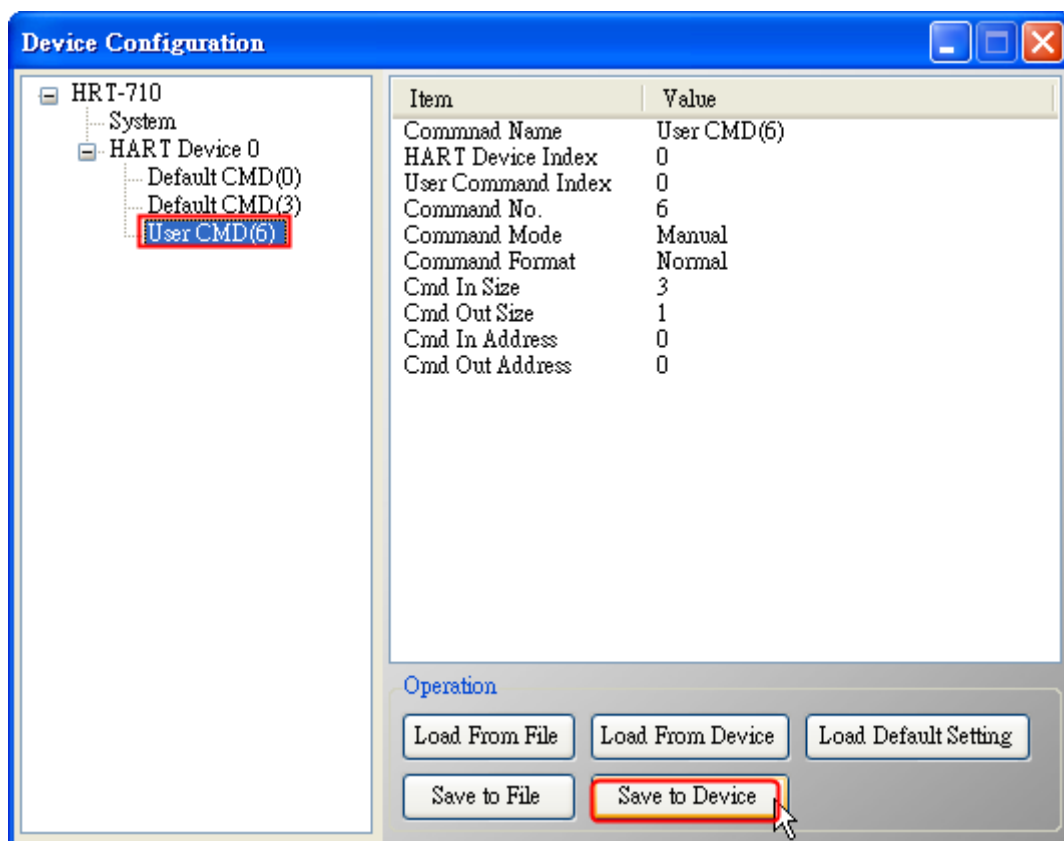 Device Configuration
HRT-710
System
HART Device 0
Default CMD(0)
Default CMD(3)
User CMD(6)
Item Value
Commnad Name User CMD(6)
HART Device Index 0
User Command Index 0
Command No. 6
Command Mode Manual
Command Format Normal
Cmd In Size 3
Cmd Out Size 1
Cmd In Address 0
Cmd Out Address 0
Operation
Load From File Load From Device Load Default Setting
Save to File Save to Device